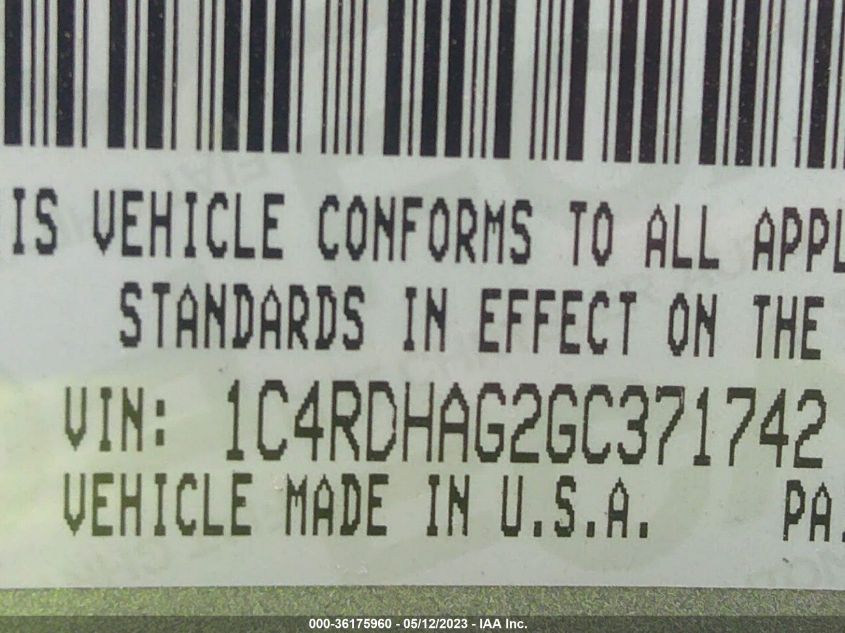 IS VEHICLE CONFORMS TO ALL APPL
STANDARDS IN EFFECT ON THE
VIN: 1C4RDHAG2GC371742
VEHICLE MADE IN U.S.A. PA.
000-36175960 - 05/12/2023 - IAA Inc.